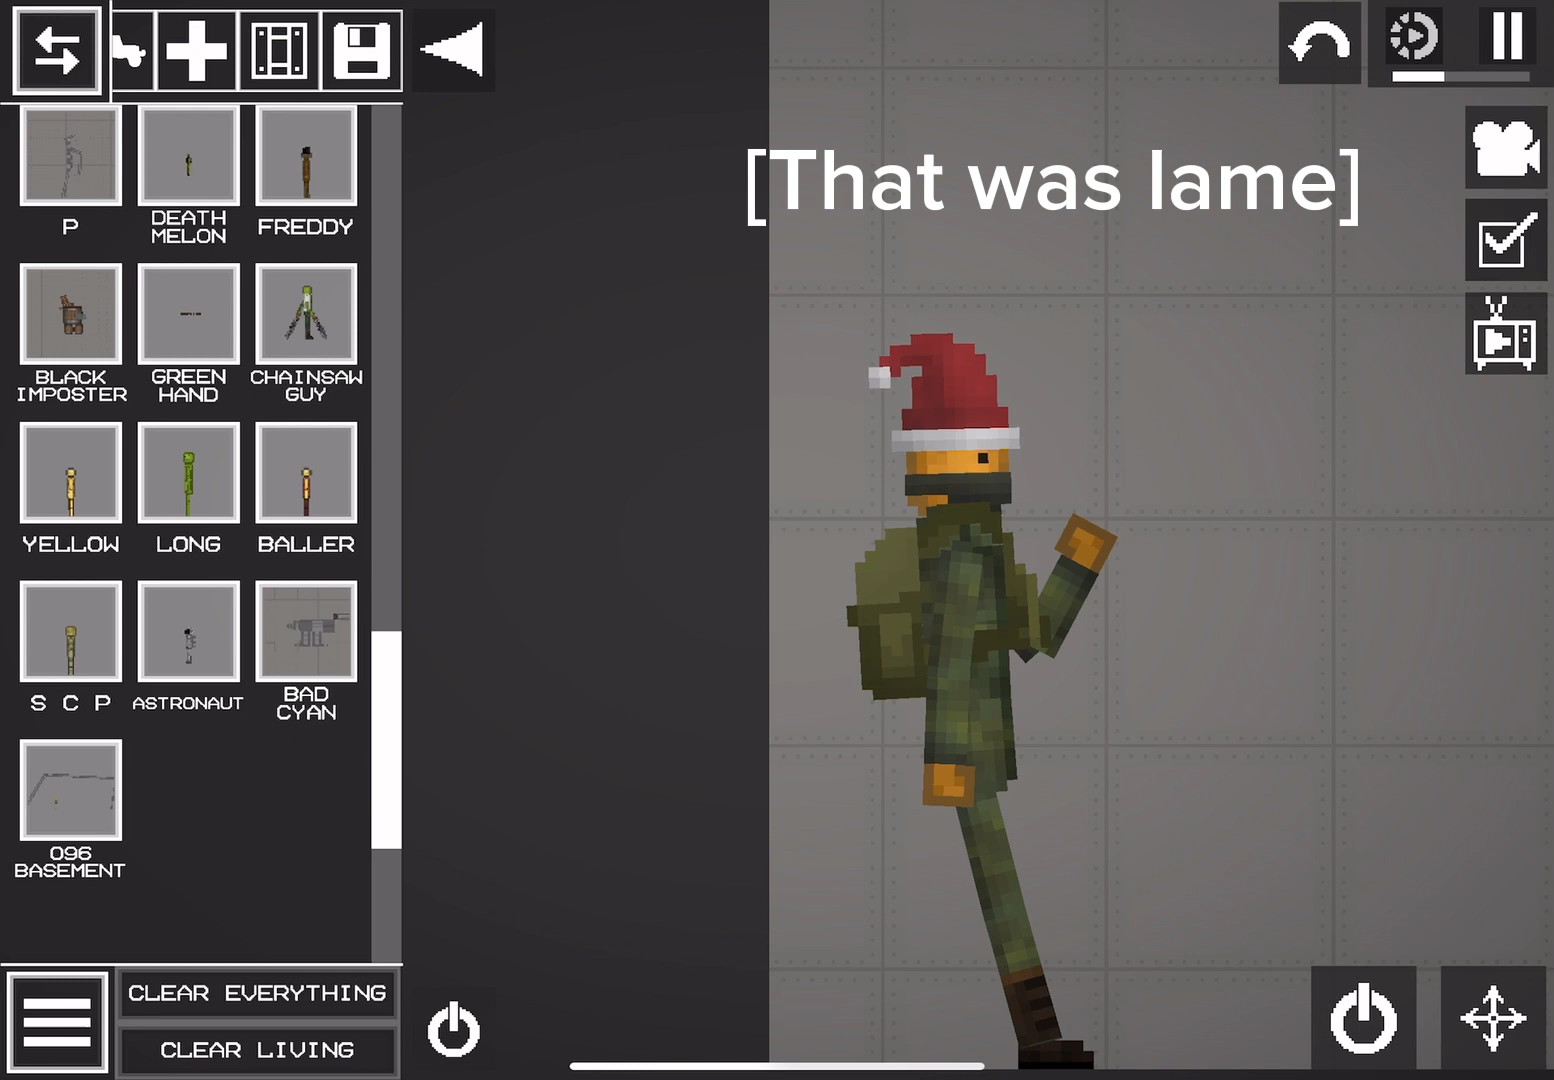 [That was lame]
P
DEATH
MELON
FREDDY
BLACK
IMPOSTER
GREEN
HAND
CHAINSAW
GUY
YELLOW
LONG
BALLER
S C P
ASTRONAUT
BAD
CYAN
096
BASEMENT
CLEAR EVERYTHING
CLEAR LIVING